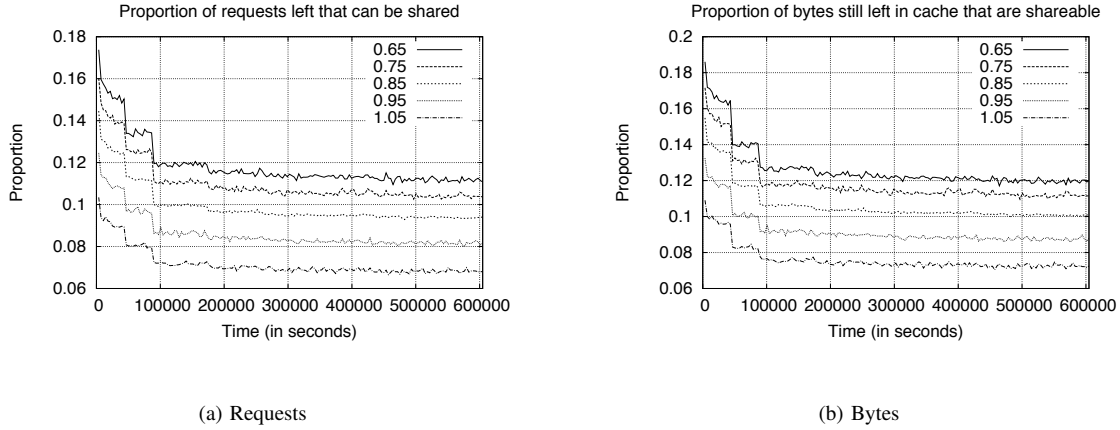 Proportion of requests left that can be shared
0.18
0.16
0.14
0.12
0.1
0.08
0.06
Proportion
0.65
0.75
0.85
0.95
1.05
0 100000 200000 300000 400000 500000 600000
Time (in seconds)
(a) Requests
Proportion of bytes still left in cache that are shareable
0.2
0.18
0.16
0.14
0.12
0.1
0.08
0.06
Proportion
0.65
0.75
0.85
0.95
1.05
0 100000 200000 300000 400000 500000 600000
Time (in seconds)
(b) Bytes